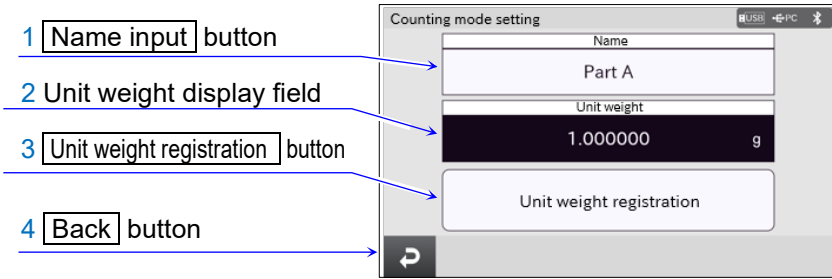 1 Name input button
2 Unit weight display field
3 Unit weight registration button
4 Back button
Counting mode setting USB PC
Name
Part A
Unit weight
1.000000 g
Unit weight registration